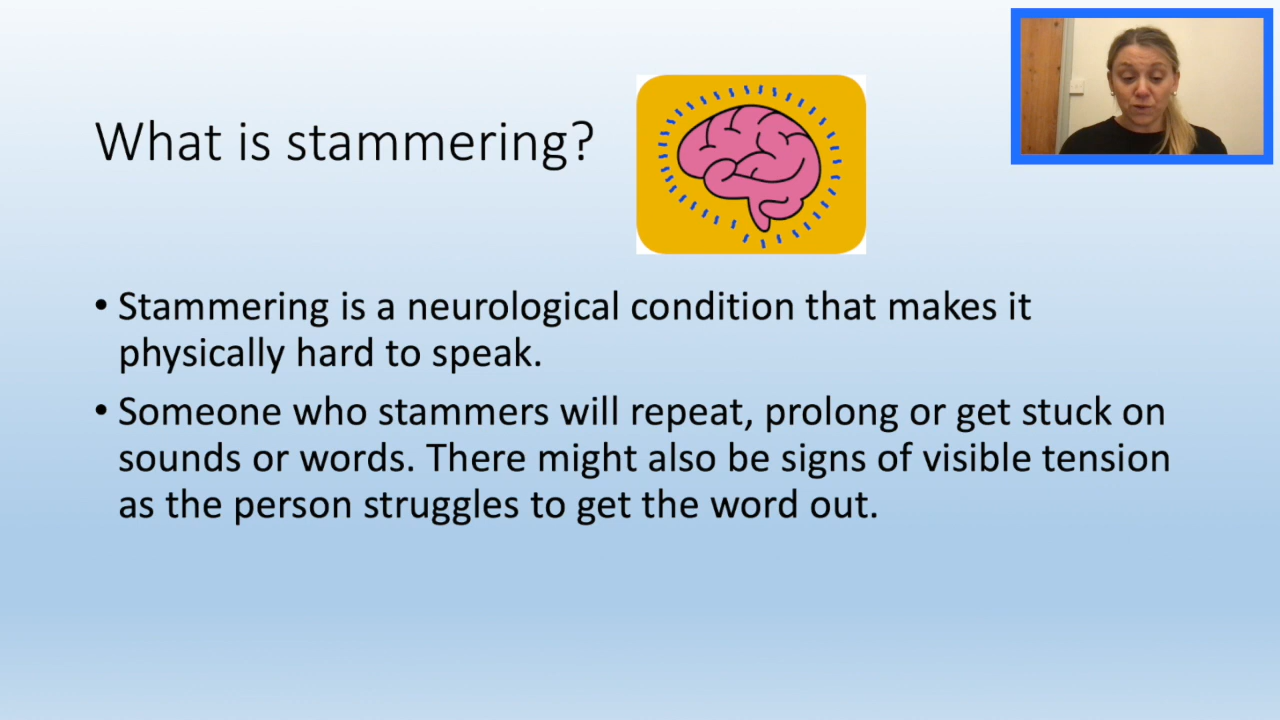 What is stammering?
• Stammering is a neurological condition that makes it
physically hard to speak.
• Someone who stammers will repeat, prolong or get stuck on
sounds or words. There might also be signs of visible tension
as the person struggles to get the word out.